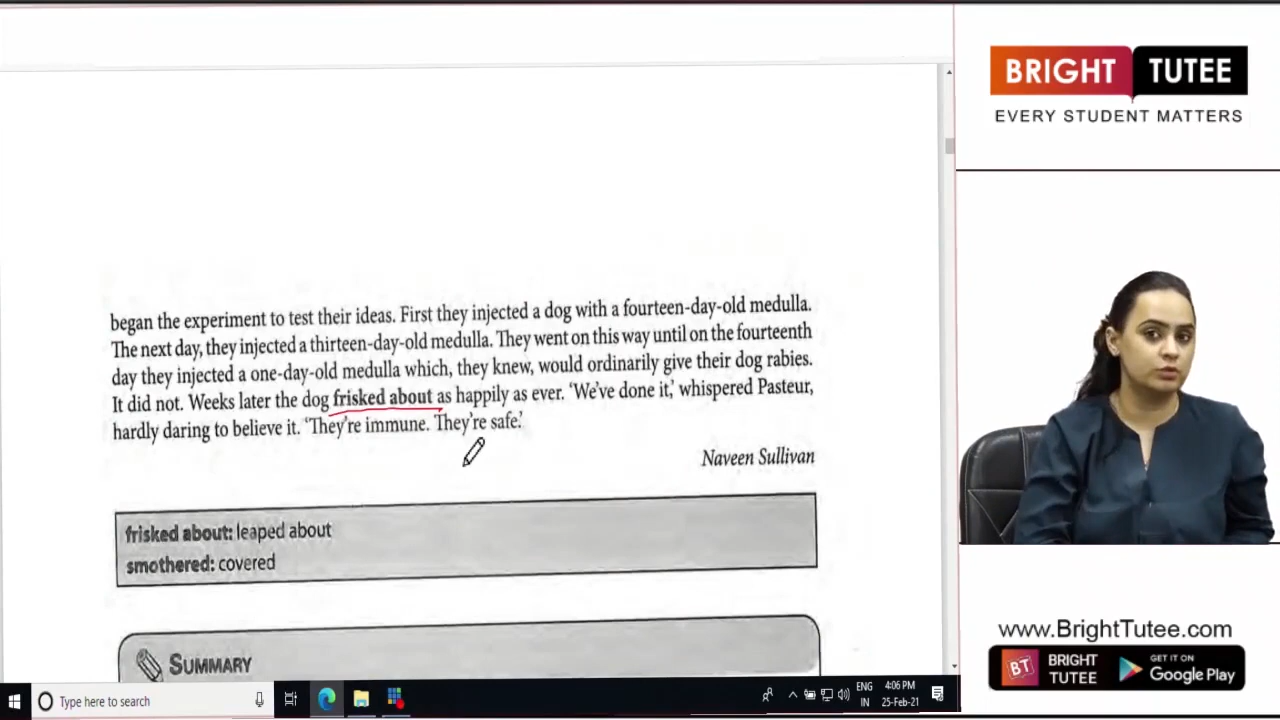 BRIGHT TUTEE
EVERY STUDENT MATTERS
began the experiment to test their ideas. First they injected a dog with a fourteen-day-old medulla.
The next day, they injected a thirteen-day-old medulla. They went on this way until on the fourteenth
day they injected a one-day-old medulla which, they knew, would ordinarily give their dog rabies.
It did not. Weeks later the dog frisked about as happily as ever. ‘We’ve done it,’ whispered Pasteur,
hardly daring to believe it. ‘They’re immune. They’re safe.’
Naveen Sullivan
frisked about: leaped about
smothered: covered
SUMMARY
www.BrightTutee.com
BT
BRIGHT
TUTEE
GET IT ON
Google Play
Type here to search
ENG
IN
4:06 PM
25-Feb-21